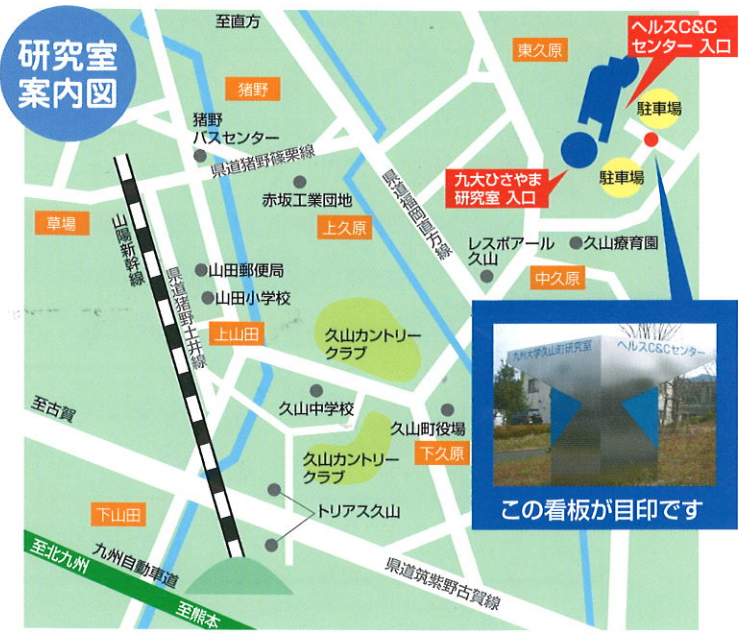 研究室
案内図
至直方
東久原
ヘルスC&C
センター 入口
猪野
駐車場
猪野
バスセンター
県道猪野篠栗線
九大ひさやま
研究室 入口
駐車場
赤坂工業団地
県道福岡直方線
草場
上久原
山陽新幹線
レスポアール
久山
久山療育園
山田郵便局
中久原
県道猪野土井線
山田小学校
上山田
久山カントリー
クラブ
九州大学久山町研究室
ヘルスC&Cセンター
至古賀
久山中学校
久山町役場
下久原
久山カントリー
クラブ
この看板が目印です
下山田
トリアス久山
至北九州
九州自動車道
県道筑紫野古賀線
至熊本